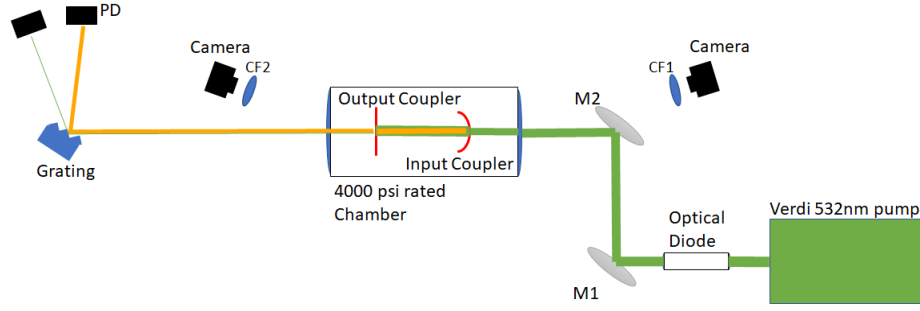 PD
Camera
CF2
Grating
Output Coupler
Input Coupler
4000 psi rated
Chamber
Camera
CF1
M2
M1
Optical
Diode
Verdi 532nm pump